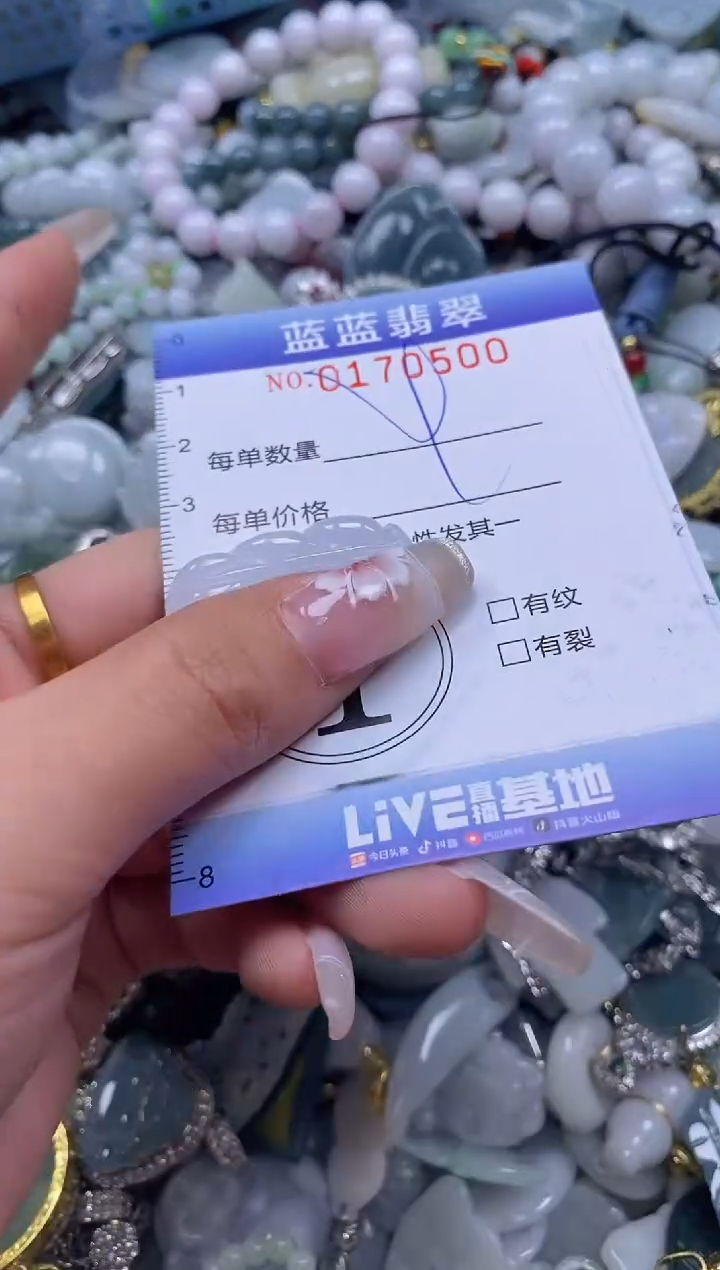 蓝蓝翡翠
NO:0170500
0
1
2
3
每单数量
每单价格
性发其一
1
□有纹
□有裂
LiVE直播基地
今日头条 抖音 西瓜视频 抖音火山版
8